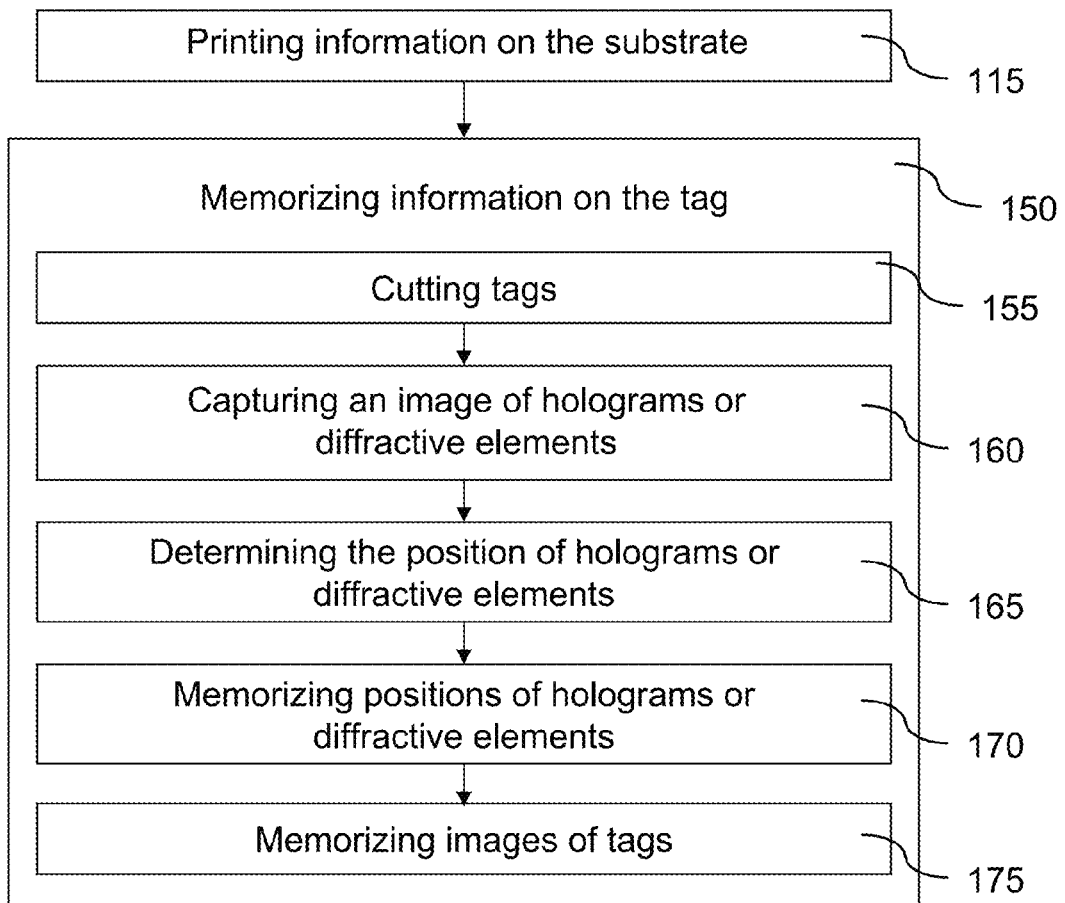 Printing information on the substrate
115
Memorizing information on the tag
150
Cutting tags
155
Capturing an image of holograms or
diffractive elements
160
Determining the position of holograms or
diffractive elements
165
Memorizing positions of holograms or
diffractive elements
170
Memorizing images of tags
175